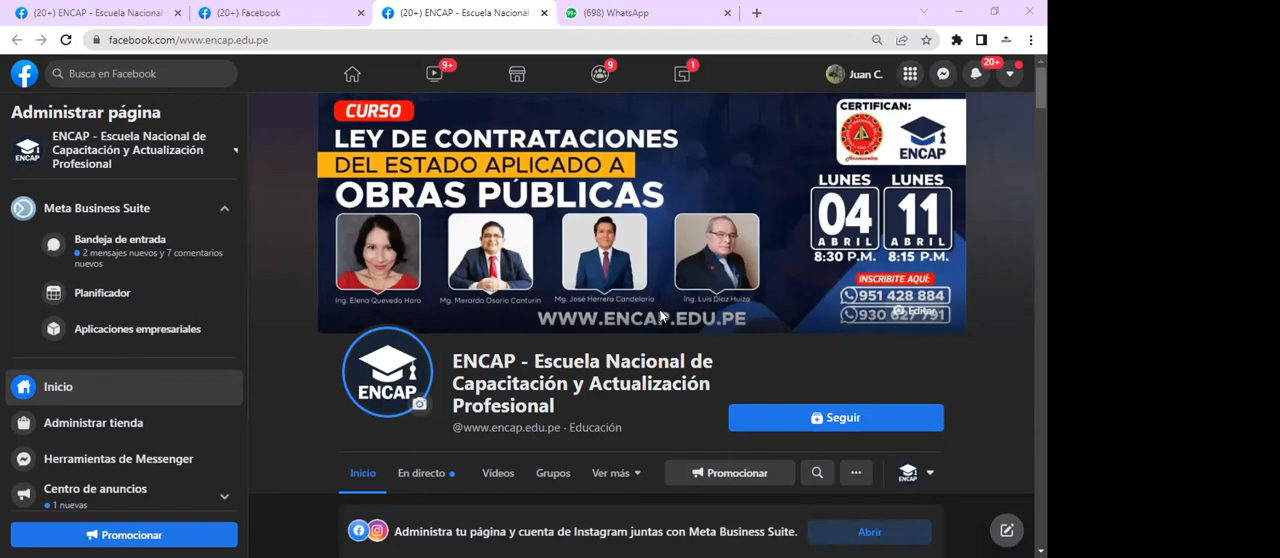 (20+) ENCAP - Escuela Nacional d
(20+) Facebook
(20+) ENCAP - Escuela Nacional
99+
(698) WhatsApp
facebook.com/www.encap.edu.pe
Busca en Facebook
9+
9
1
Juan C.
20+
Administrar página
ENCAP
ENCAP - Escuela Nacional de
Capacitación y Actualización
Profesional
Meta Business Suite
Bandeja de entrada
2 mensajes nuevos y 7 comentarios
nuevos
Planificador
Aplicaciones empresariales
Inicio
Administrar tienda
Herramientas de Messenger
Centro de anuncios
1 nuevas
Promocionar
CURSO
LEY DE CONTRATACIONES
DEL ESTADO APLICADO A
OBRAS PÚBLICAS
Ing. Elena Quevedo Haro
Mg. Merardo Osorio Canturin
Mg. José Herrera Candelario
Ing. Luis Díaz Huiza
WWW.ENCAP.EDU.PE
CERTIFICAN:
ENCAP
LUNES
04
ABRIL
8:30 P.M.
LUNES
11
ABRIL
8:15 P.M.
INSCRIBITE AQUÍ:
951 428 884
930 627 791
Editar
ENCAP
ENCAP - Escuela Nacional de
Capacitación y Actualización
Profesional
@www.encap.edu.pe · Educación
Seguir
Inicio
En directo
Vídeos
Grupos
Ver más
Promocionar
Administra tu página y cuenta de Instagram juntas con Meta Business Suite.
Abrir